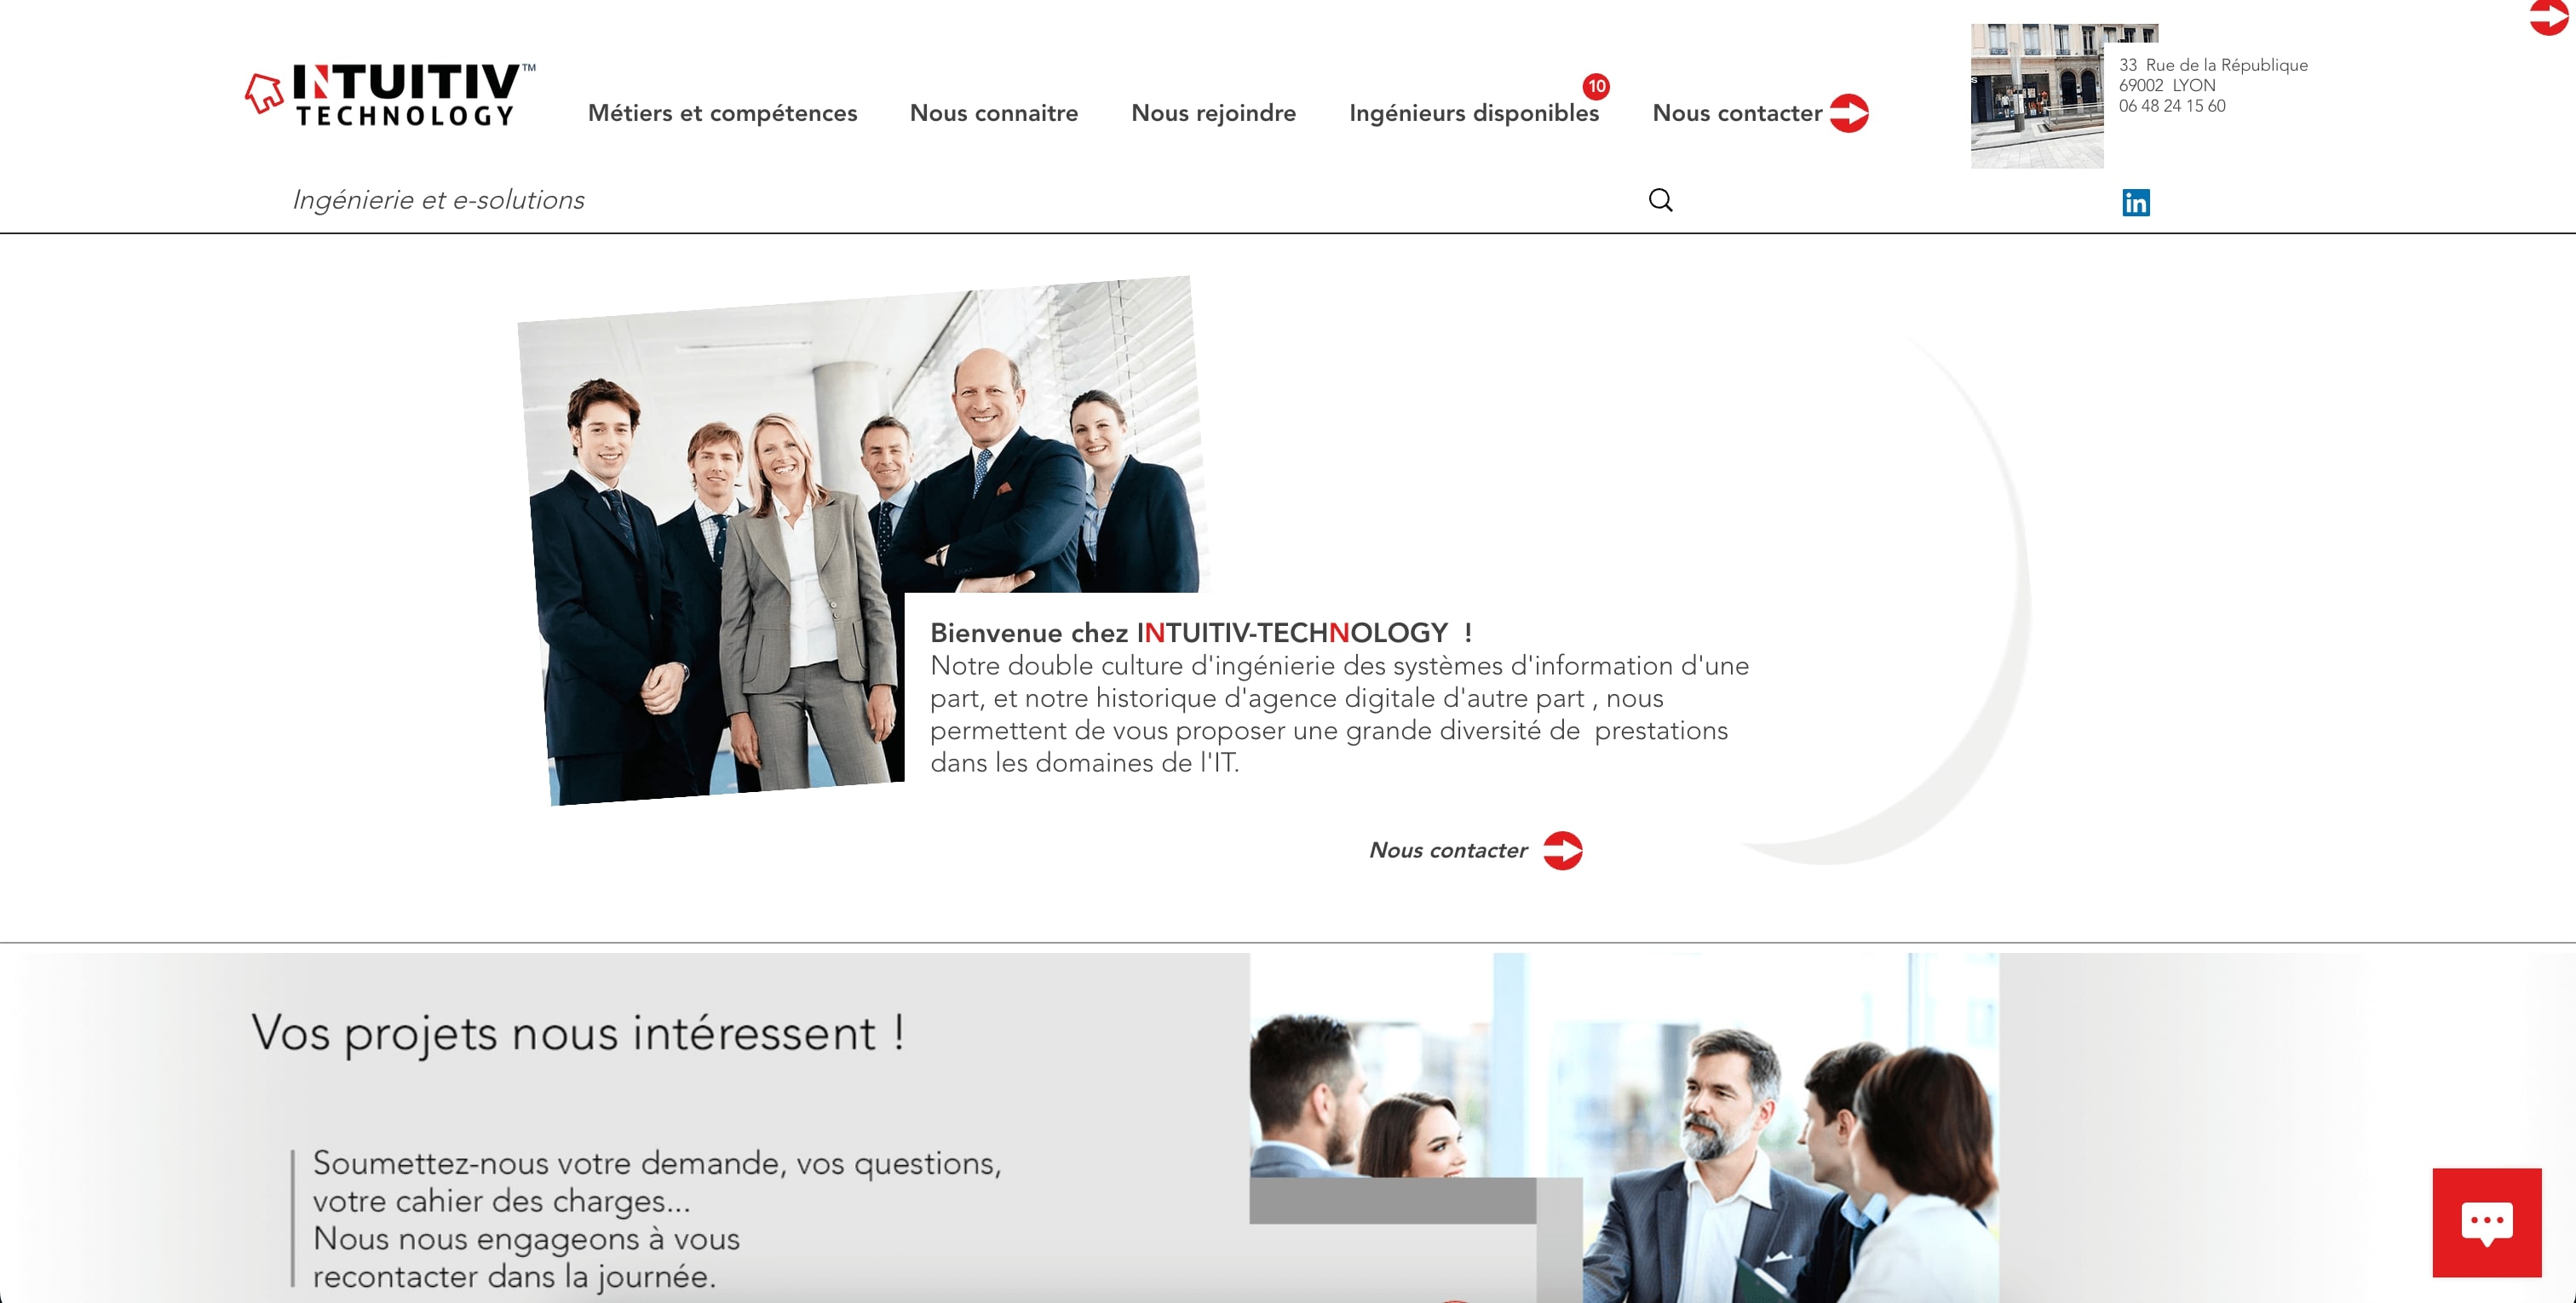 INTUITIV™
TECHNOLOGY
Métiers et compétences
Nous connaitre
Nous rejoindre
Ingénieurs disponibles
10
Nous contacter
33 Rue de la République
69002 LYON
06 48 24 15 60
Ingénierie et e-solutions
in
Bienvenue chez INTUITIV-TECHNOLOGY !
Notre double culture d'ingénierie des systèmes d'information d'une
part, et notre historique d'agence digitale d'autre part , nous
permettent de vous proposer une grande diversité de prestations
dans les domaines de l'IT.
Nous contacter
Vos projets nous intéressent !
Soumettez-nous votre demande, vos questions,
votre cahier des charges...
Nous nous engageons à vous
recontacter dans la journée.